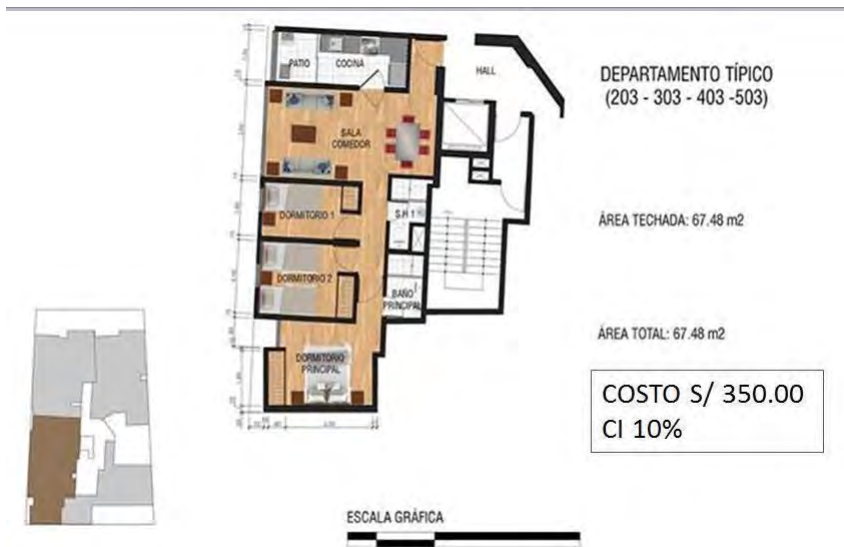 PATIO
COCINA
HALL
SALA
COMEDOR
DORMITORIO 1
S.H 1
DORMITORIO 2
BAÑO
PRINCIPAL
DORMITORIO
PRINCIPAL
DEPARTAMENTO TÍPICO
(203 - 303 - 403 -503)
ÁREA TECHADA: 67.48 m2
ÁREA TOTAL: 67.48 m2
COSTO S/ 350.00
CI 10%
ESCALA GRÁFICA